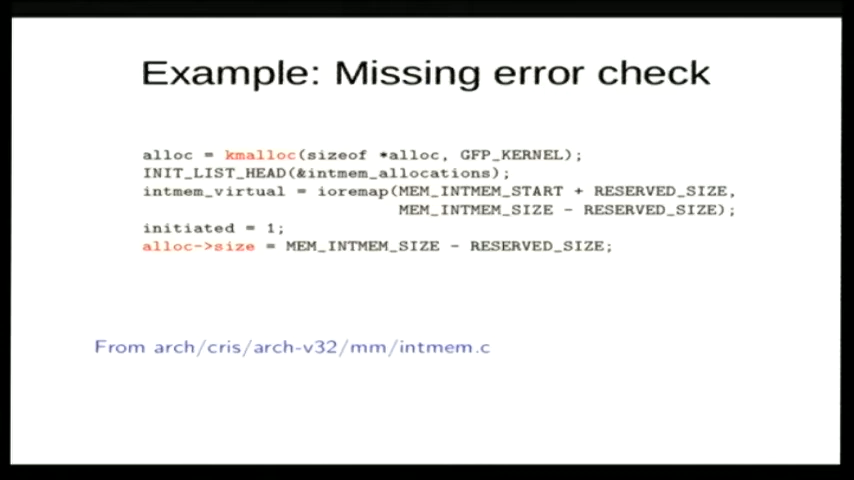 Example: Missing error check
alloc = kmalloc(sizeof *alloc, GFP_KERNEL);
INIT_LIST_HEAD(&intmem_allocations);
intmem_virtual = ioremap(MEM_INTMEM_START + RESERVED_SIZE,
MEM_INTMEM_SIZE - RESERVED_SIZE);
initiated = 1;
alloc->size = MEM_INTMEM_SIZE - RESERVED_SIZE;
From arch/cris/arch-v32/mm/intmem.c